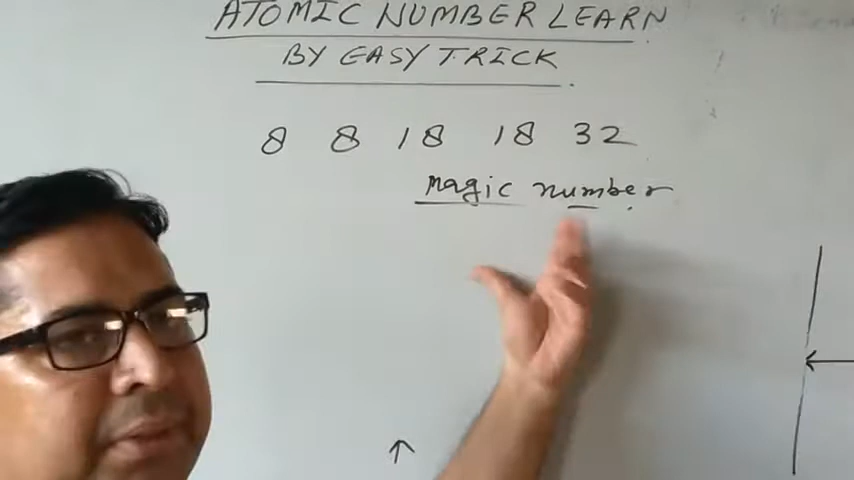 ATOMIC NUMBER LEARN
BY EASY TRICK
8 8 18 18 32
Magic number